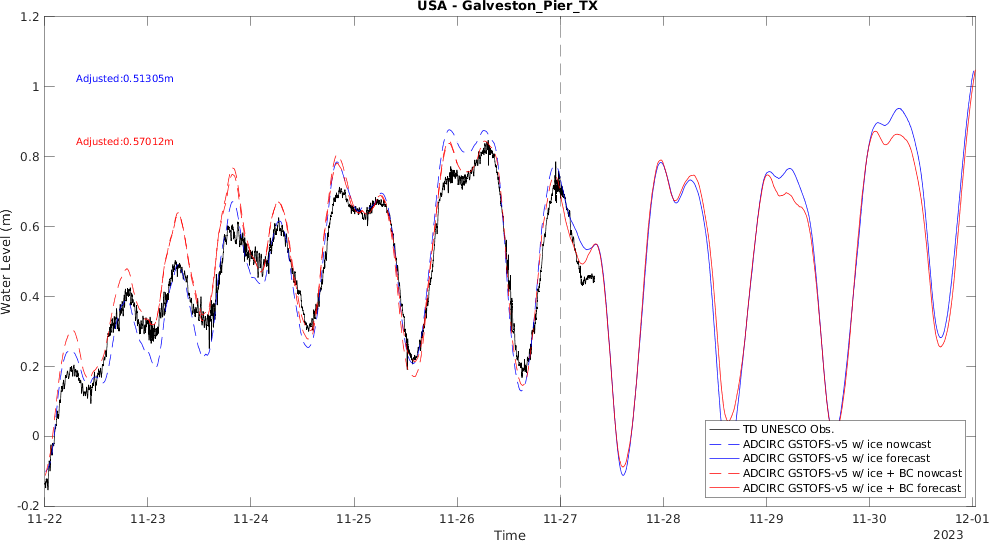 USA - Galveston_Pier_TX
1.2
1
0.8
0.6
0.4
0.2
0
-0.2
Water Level (m)
Adjusted:0.51305m
Adjusted:0.57012m
TD UNESCO Obs.
ADCIRC GSTOFS-v5 w/ ice nowcast
ADCIRC GSTOFS-v5 w/ ice forecast
ADCIRC GSTOFS-v5 w/ ice + BC nowcast
ADCIRC GSTOFS-v5 w/ ice + BC forecast
11-22 11-23 11-24 11-25 11-26 11-27 11-28 11-29 11-30 12-01
Time
2023